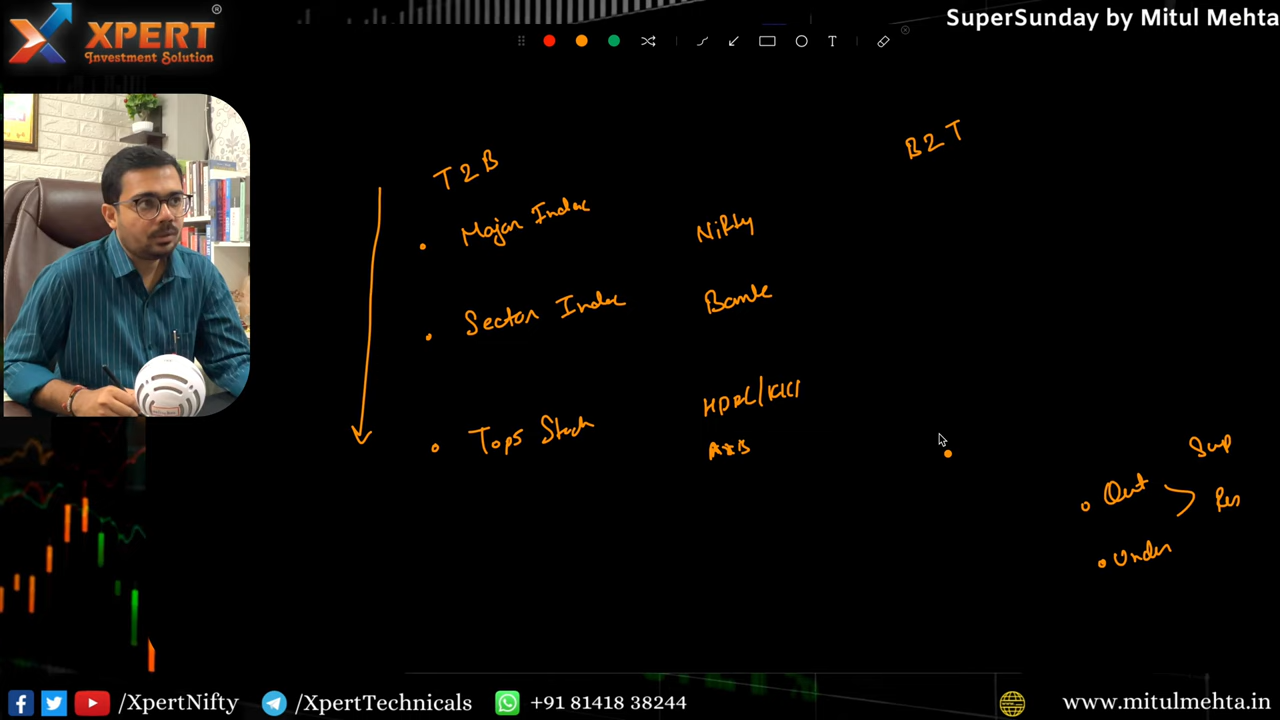 SuperSunday by Mitul Mehta
XPERT®
Investment Solution
T
T2B
B2T
Major Index
Nifty
Sector Index
Bank
HDFC/ICICI
Tops Stock
Axis
Sup
Out
Res
Under
/XpertNifty
/XpertTechnicals
+91 81418 38244
www.mitulmehta.in